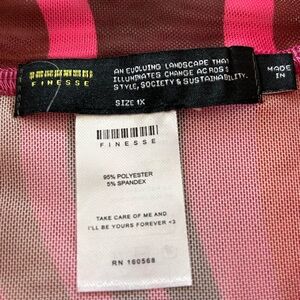 FINESSE
AN EVOLVING LANDSCAPE THAT
ILLUMINATES CHANGE ACROSS
STYLE, SOCIETY & SUSTAINABILITY.
SIZE 1X
MADE
IN
FINESSE
95% POLYESTER
5% SPANDEX
TAKE CARE OF ME AND
I'LL BE YOURS FOREVER <3
RN 160568